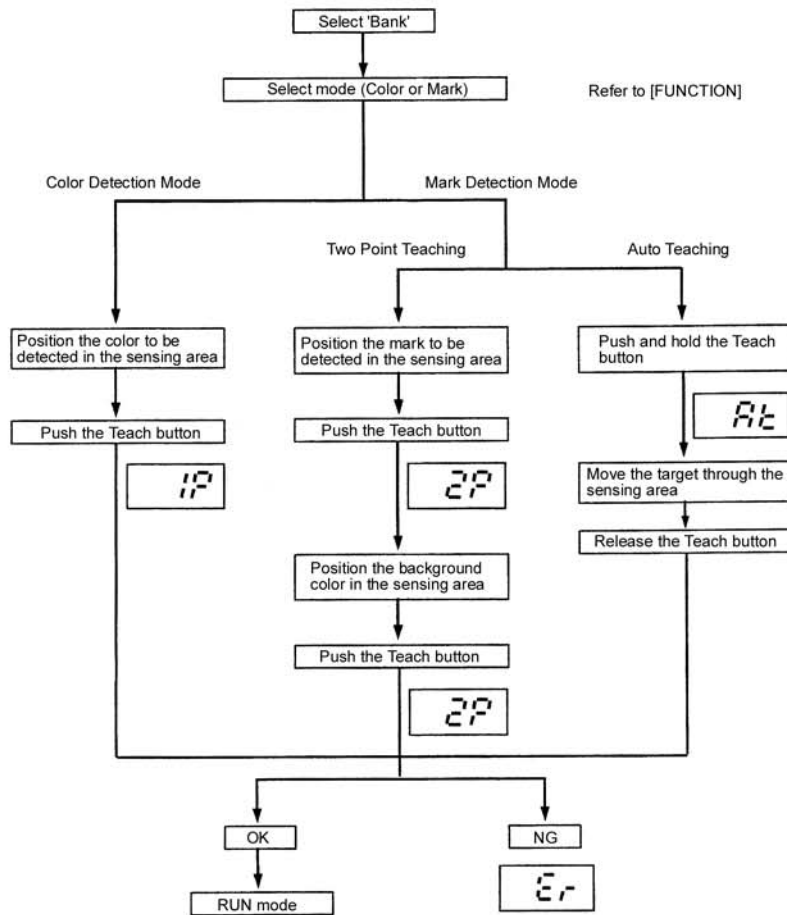 Select 'Bank'
Select mode (Color or Mark)
Refer to [FUNCTION]
Color Detection Mode
Mark Detection Mode
Two Point Teaching
Auto Teaching
Position the color to be
detected in the sensing area
Push the Teach button
1P
Position the mark to be
detected in the sensing area
Push the Teach button
2P
Position the background
color in the sensing area
Push the Teach button
2P
Push and hold the Teach
button
At
Move the target through the
sensing area
Release the Teach button
OK
RUN mode
NG
Er